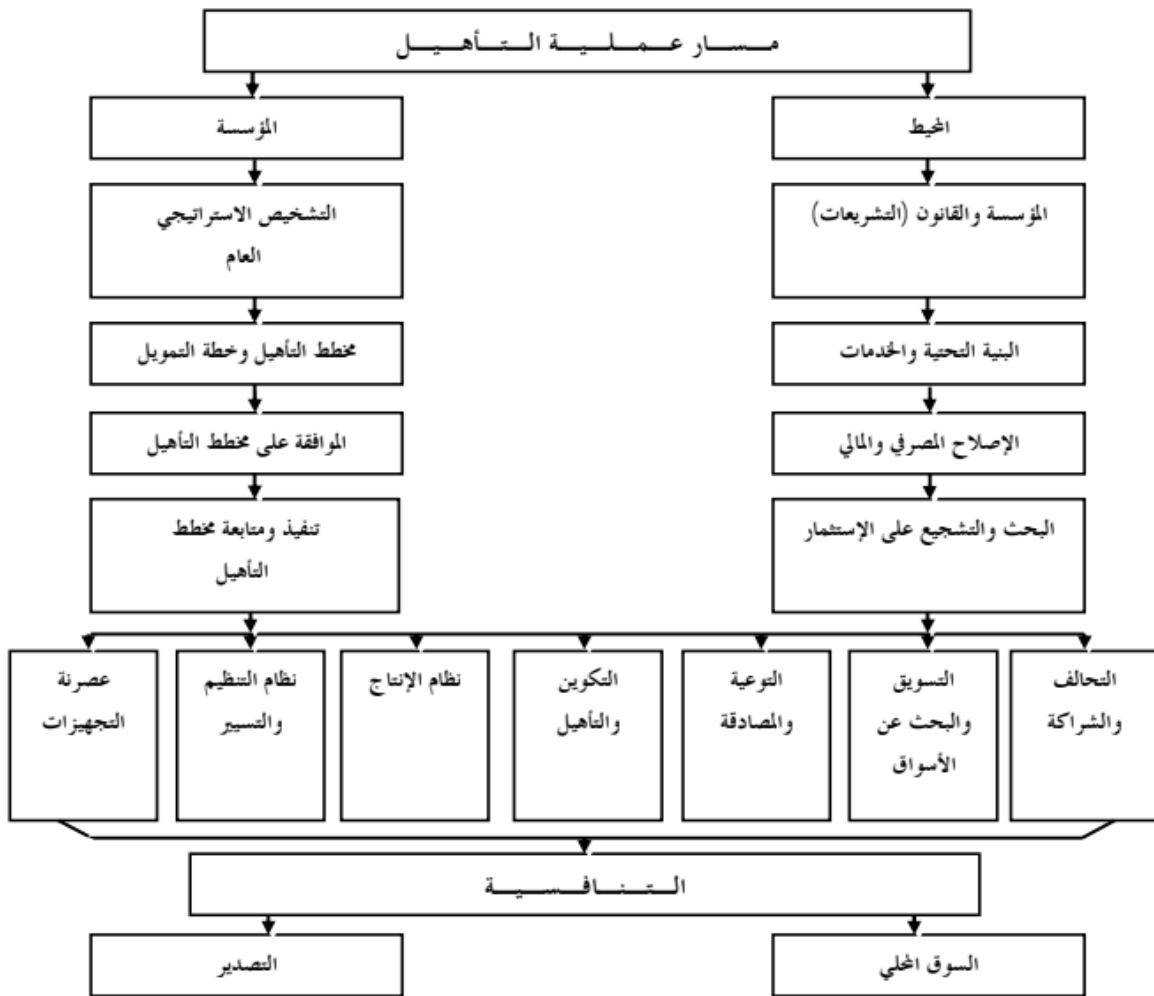 مسار عملية التأهيل
المحيط
المؤسسة
المؤسسة والقانون (التشريعات)
التشخيص الاستراتيجي
العام
البنية التحتية والخدمات
مخطط التأهيل وخطة التمويل
الإصلاح المصرفي والمالي
الموافقة على مخطط التأهيل
البحث والتشجيع على الإستثمار
تنفيذ ومتابعة مخطط
التأهيل
التحالف
والشراكة
التسويق
والبحث عن
الأسواق
التوعية
والمصادقة
التكوين
والتأهيل
نظام الإنتاج
نظام التنظيم
والتسيير
عصرنة
التجهيزات
التنافسية
السوق المحلي
التصدير